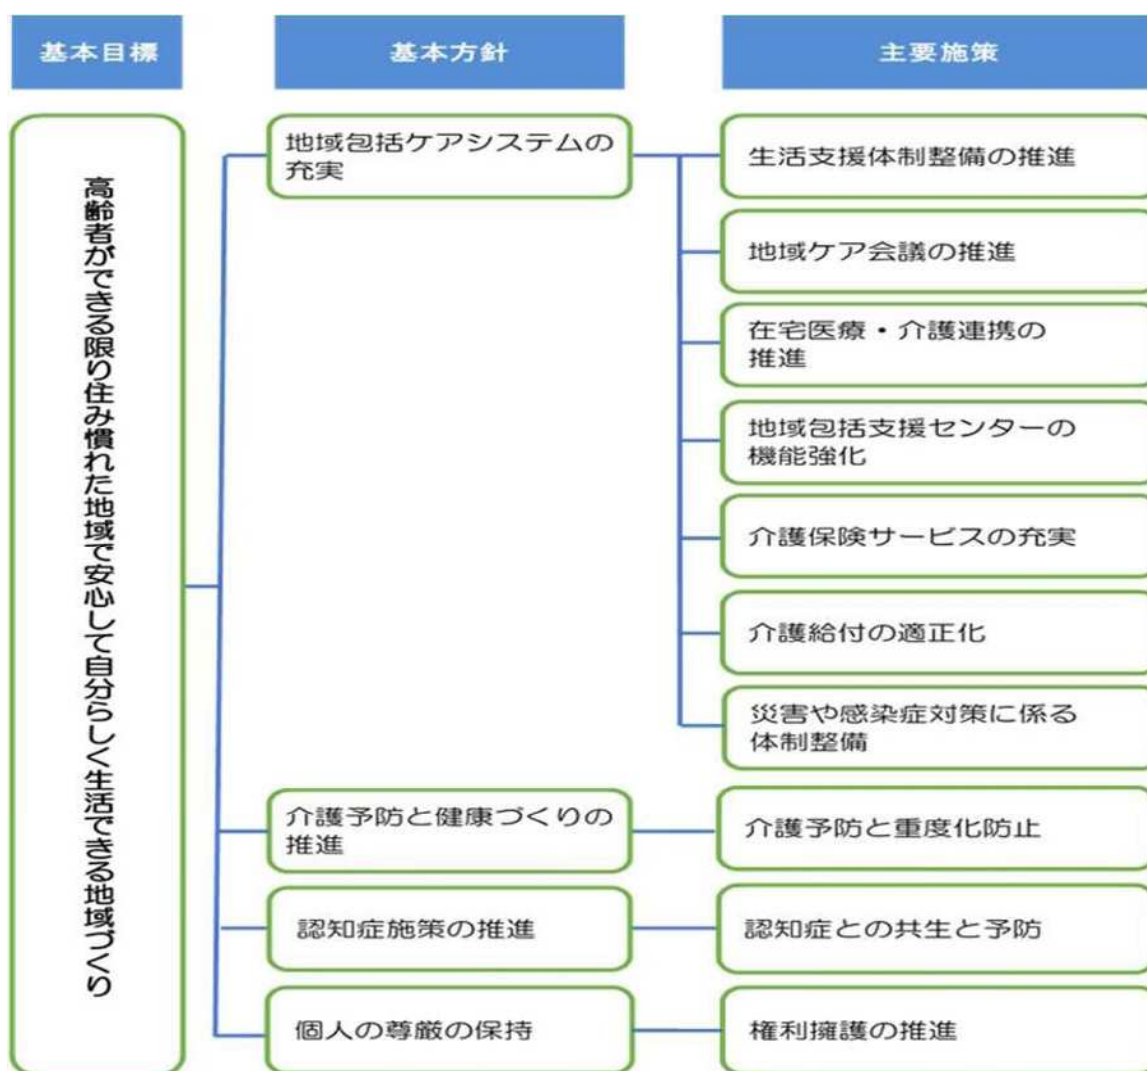 基本目標
基本方針
主要施策
高齢者ができる限り住み慣れた地域で安心して自分らしく生活できる地域づくり
地域包括ケアシステムの
充実
生活支援体制整備の推進
地域ケア会議の推進
在宅医療・介護連携の
推進
地域包括支援センターの
機能強化
介護保険サービスの充実
介護給付の適正化
災害や感染症対策に係る
体制整備
介護予防と健康づくりの
推進
介護予防と重度化防止
認知症施策の推進
認知症との共生と予防
個人の尊厳の保持
権利擁護の推進